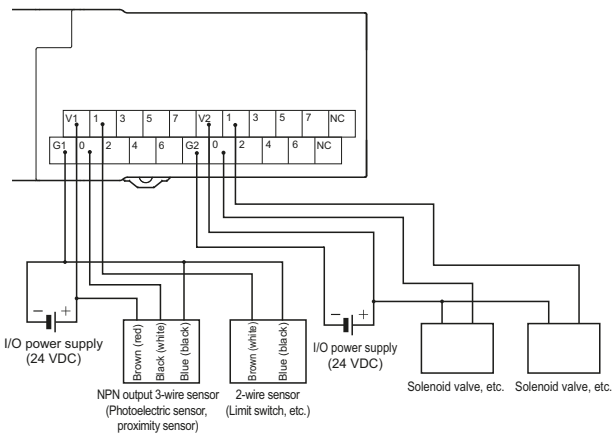 V1 1 3 5 7 V2 1 3 5 7 NC
G1 0 2 4 6 G2 0 2 4 6 NC
− +
I/O power supply
(24 VDC)
Brown (red)
Black (white)
Blue (black)
NPN output 3-wire sensor
(Photoelectric sensor,
proximity sensor)
Brown (white)
Blue (black)
2-wire sensor
(Limit switch, etc.)
− +
I/O power supply
(24 VDC)
Solenoid valve, etc.
Solenoid valve, etc.